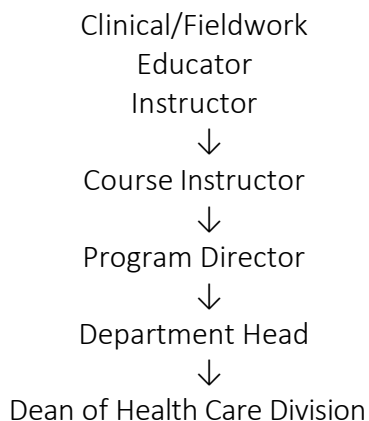 Clinical/Fieldwork
Educator
Instructor
↓
Course Instructor
↓
Program Director
↓
Department Head
↓
Dean of Health Care Division